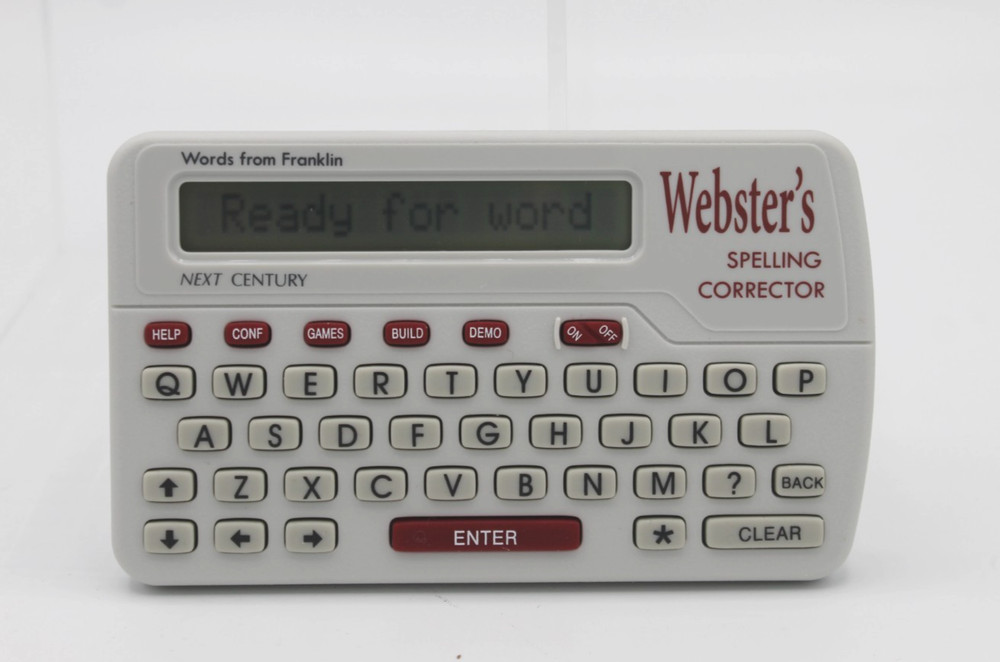 Words from Franklin
Ready for word
Webster's
SPELLING
CORRECTOR
NEXT CENTURY
HELP CONF GAMES BUILD DEMO ON OFF
Q W E R T Y U I O P
A S D F G H J K L
Z X C V B N M ? BACK
ENTER * CLEAR